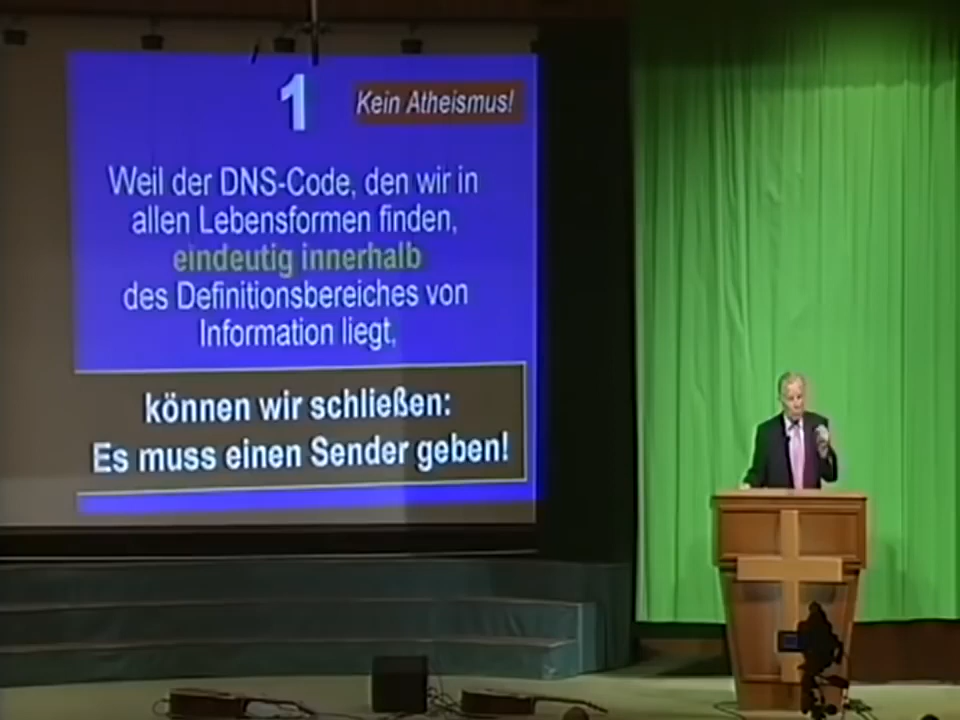 1
Kein Atheismus!
Weil der DNS-Code, den wir in
allen Lebensformen finden,
eindeutig innerhalb
des Definitionsbereiches von
Information liegt,
können wir schließen:
Es muss einen Sender geben!